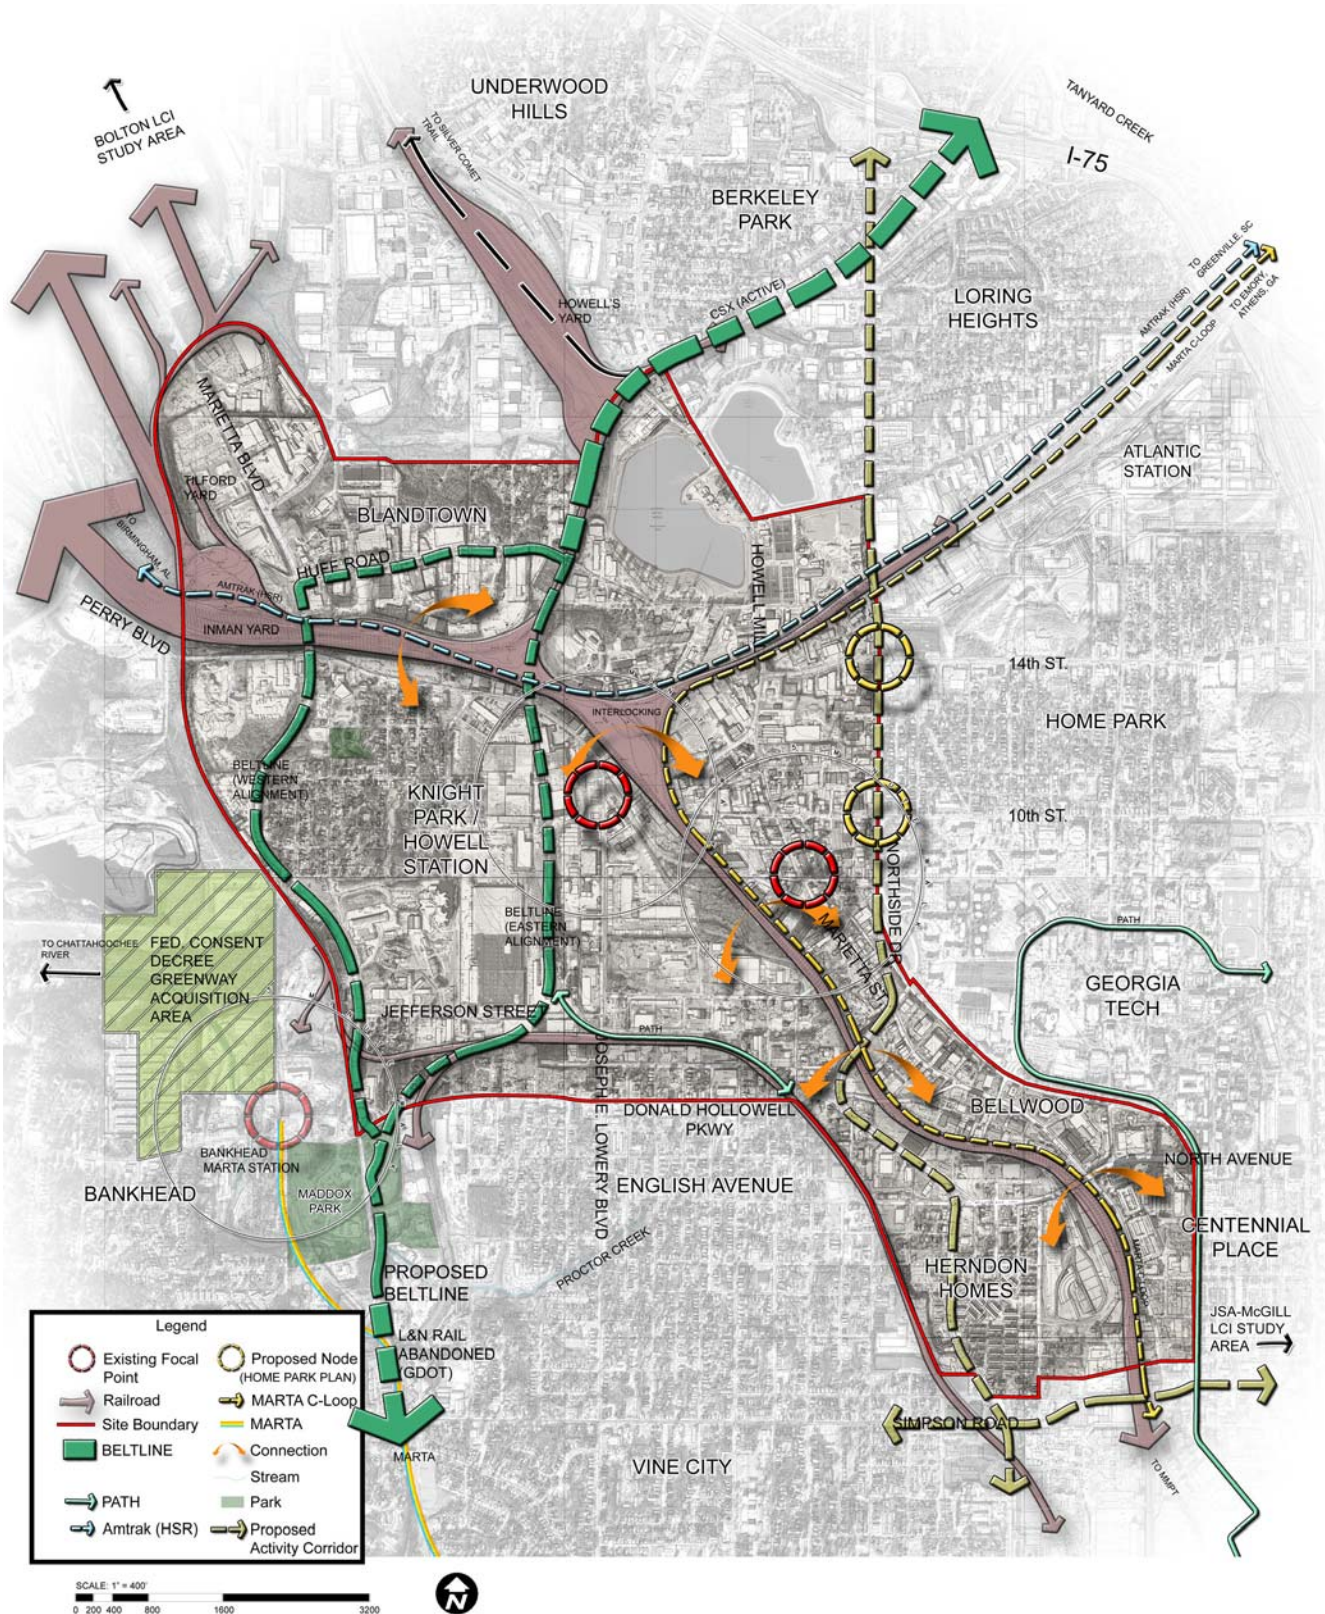 UNDERWOOD
HILLS
TANYARD CREEK
I-75
BOLTON LCI
STUDY AREA
TO SILVER COMET
TRAIL
BERKELEY
PARK
TO
GREENVILLE, SC
TO EMORY,
ATHENS, GA
AMTRAK (HSR)
MARTA C-LOOP
LORING
HEIGHTS
HOWELL'S
YARD
CSX (ACTIVE)
MARIETTA BLVD
TILFORD
YARD
ATLANTIC
STATION
BLANDTOWN
HUFF ROAD
HOWELL MILL
TO
BIRMINGHAM, AL
AMTRAK (HSR)
INMAN YARD
PERRY BLVD
14th ST.
INTERLOCKING
HOME PARK
BELTLINE
(WESTERN
ALIGNMENT)
KNIGHT
PARK /
HOWELL
STATION
10th ST.
NORTHSIDE DR
BELTLINE
(EASTERN
ALIGNMENT)
MARIETTA ST.
PATH
TO CHATTAHOOCHEE
RIVER
FED. CONSENT
DECREE
GREENWAY
ACQUISITION
AREA
GEORGIA
TECH
JEFFERSON STREET
PATH
JOSEPH E. LOWERY BLVD
DONALD HOLLOWELL
PKWY
BELLWOOD
BANKHEAD
MARTA STATION
NORTH AVENUE
BANKHEAD
MADDOX
PARK
ENGLISH AVENUE
CENTENNIAL
PLACE
PROCTOR CREEK
HERNDON
HOMES
MARTA C-LOOP
PROPOSED
BELTLINE
JSA-McGILL
LCI STUDY
AREA
L&N RAIL
ABANDONED
(GDOT)
SIMPSON ROAD
MARTA
VINE CITY
TO MMPT
Legend
Existing Focal
Point
Proposed Node
(HOME PARK PLAN)
Railroad
MARTA C-Loop
Site Boundary
MARTA
BELTLINE
Connection
Stream
PATH
Park
Amtrak (HSR)
Proposed
Activity Corridor
SCALE: 1" = 400'
0 200 400 800 1600 3200
N